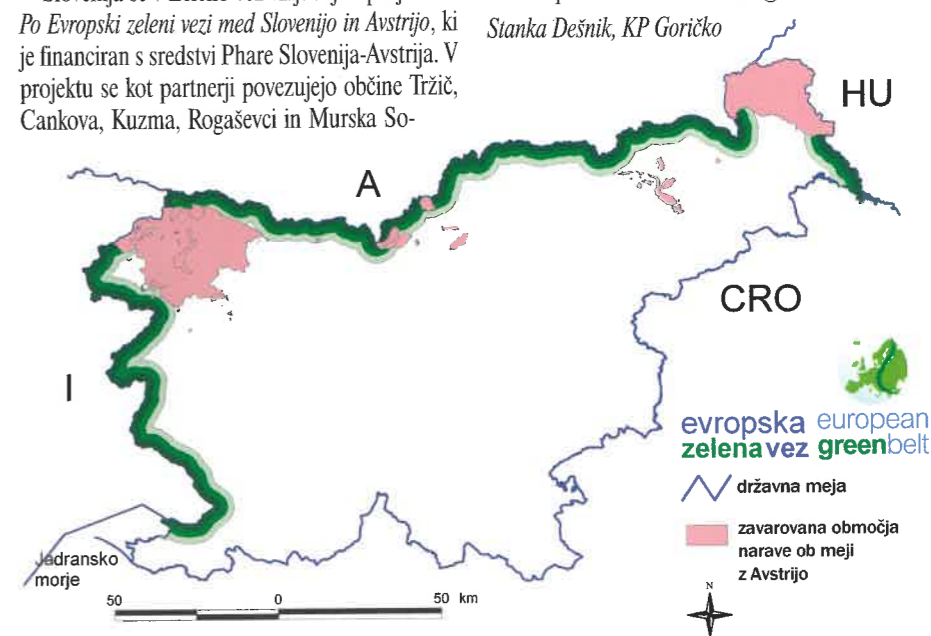 Po Evropski zeleni vezi med Slovenijo in Avstrijo, ki
je financiran s sredstvi Phare Slovenija-Avstrija. V
projektu se kot partnerji povezujejo občine Tržič,
Cankova, Kuzma, Rogaševci in Murska So-
Stanka Dešnik, KP Goričko
HU
A
CRO
I
evropska
zelena vez
european
greenbelt
državna meja
zavarovana območja
narave ob meji
z Avstrijo
Jadransko
morje
50 0 50 km
N